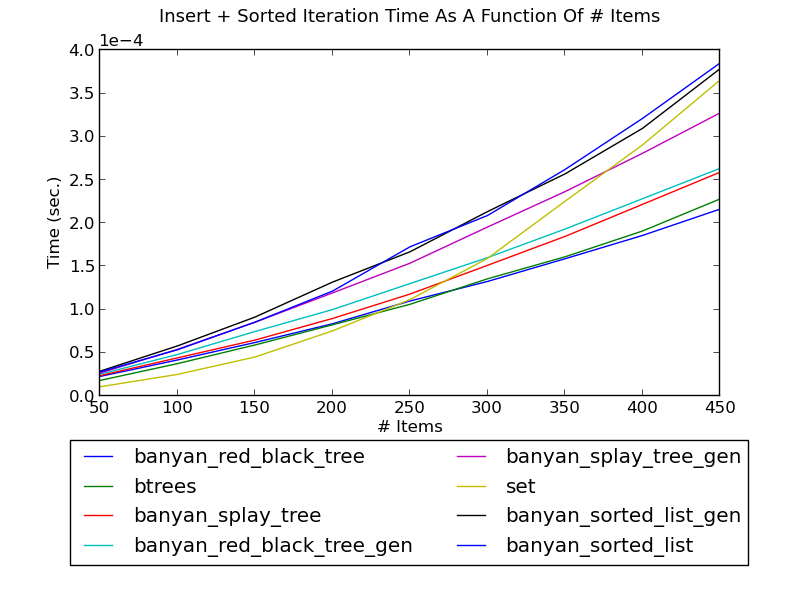 Insert + Sorted Iteration Time As A Function Of # Items
1e−4
4.0
3.5
3.0
2.5
2.0
1.5
1.0
0.5
0.0
Time (sec.)
50 100 150 200 250 300 350 400 450
# Items
banyan_red_black_tree
btrees
banyan_splay_tree
banyan_red_black_tree_gen
banyan_splay_tree_gen
set
banyan_sorted_list_gen
banyan_sorted_list